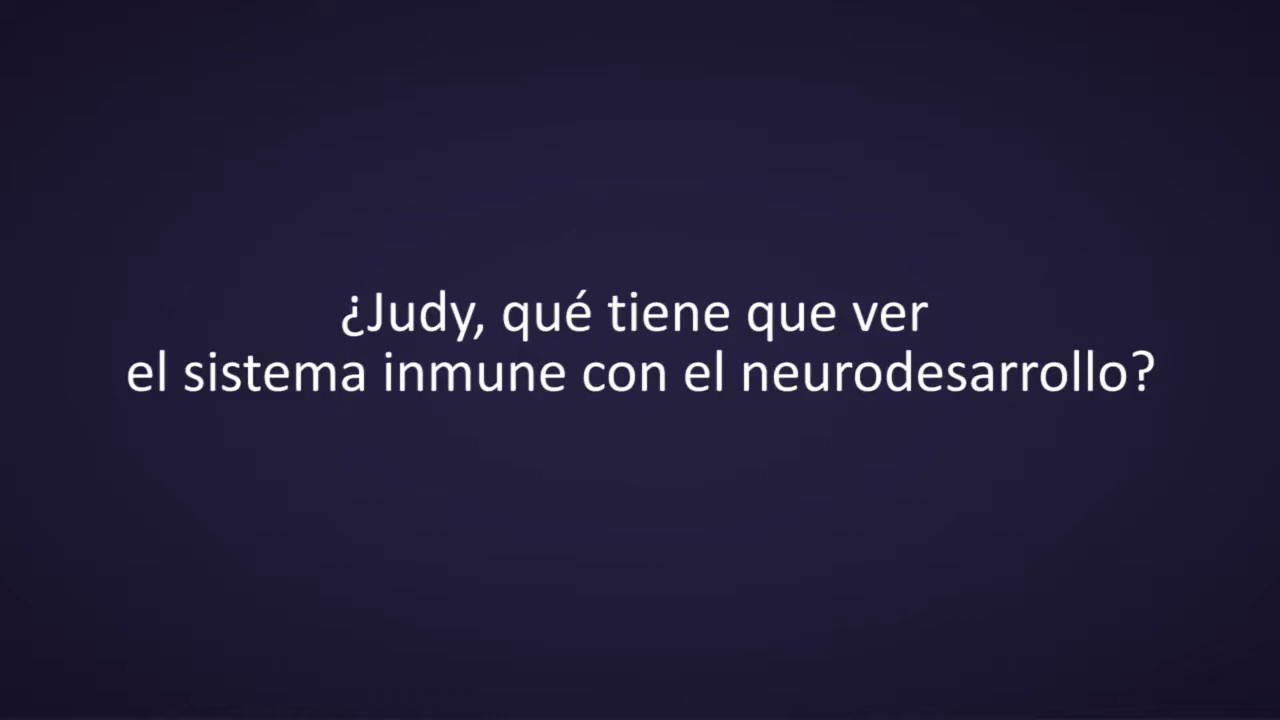 ¿Judy, qué tiene que ver
el sistema inmune con el neurodesarrollo?